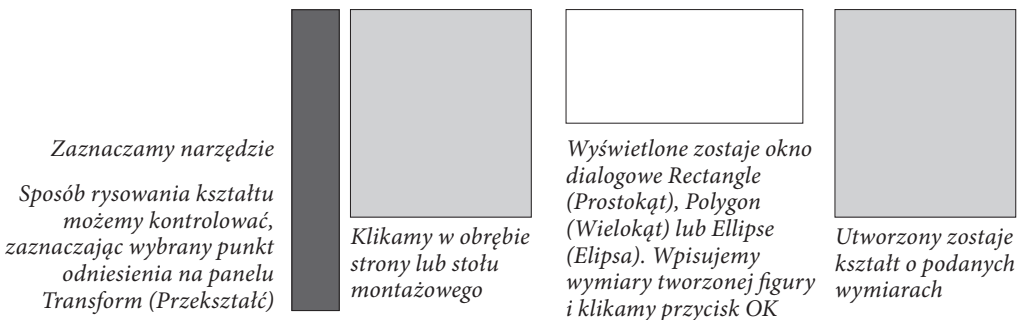 Zaznaczamy narzędzie
Sposób rysowania kształtu
możemy kontrolować,
zaznaczając wybrany punkt
odniesienia na panelu
Transform (Przekształć)
Klikamy w obrębie
strony lub stołu
montażowego
Wyświetlone zostaje okno
dialogowe Rectangle
(Prostokąt), Polygon
(Wielokąt) lub Ellipse
(Elipsa). Wpisujemy
wymiary tworzonej figury
i klikamy przycisk OK
Utworzony zostaje
kształt o podanych
wymiarach